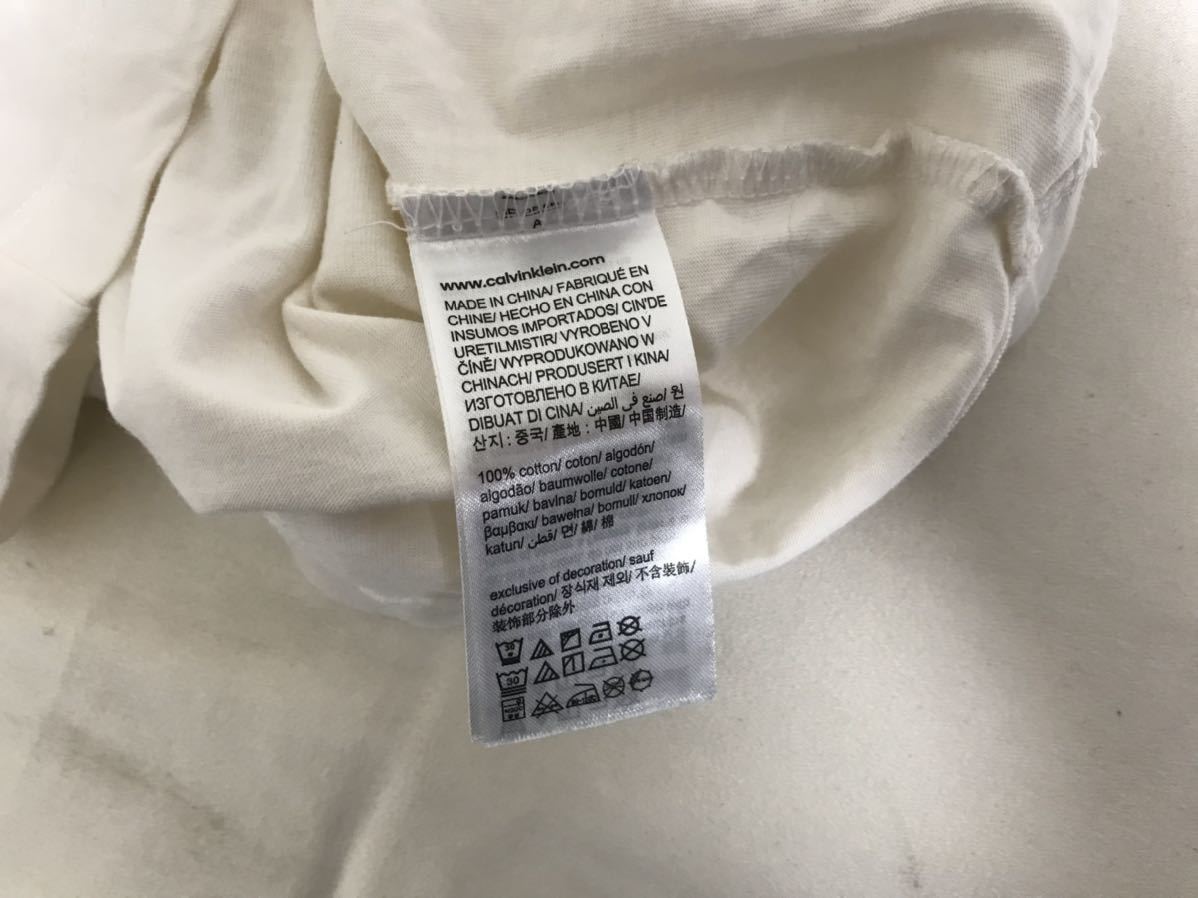 A
www.calvinklein.com
MADE IN CHINA/ FABRIQUÉ EN
CHINE/ HECHO EN CHINA CON
INSUMOS IMPORTADOS/ CIN'DE
URETILMISTIR/ VYROBENO V
ČÍNĚ/ WYPRODUKOWANO W
CHINACH/ PRODUSERT I KINA/
ИЗГОТОВЛЕНО В КИТАЕ/
DIBUAT DI CINA/ صنع في الصين/ 원
산지 : 중국/ 產地 : 中國/ 中国制造/
100% cotton/ coton/ algodón/
algodão/ baumwolle/ cotone/
pamuk/ bavlna/ bomuld/ katoen/
βαμβακι/ bawełna/ bomull/ хлопок/
katun/ قطن/ 면/ 綿/ 棉
exclusive of decoration/ sauf
décoration/ 장식재 제외/ 不含裝飾/
装饰部分除外
30
30